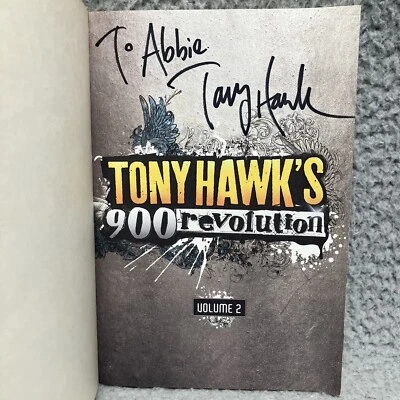 To Abbie
Tony Hawk
TONY HAWK'S
900 revolution
VOLUME 2